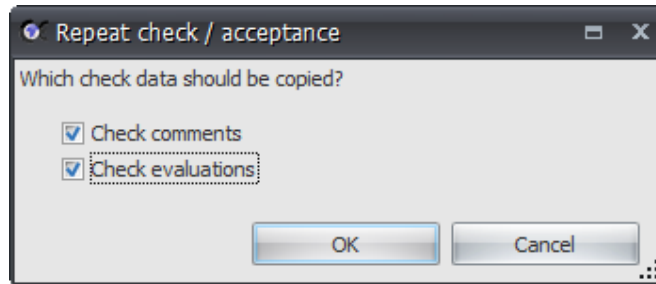 Repeat check / acceptance
Which check data should be copied?
Check comments
Check evaluations
OK Cancel